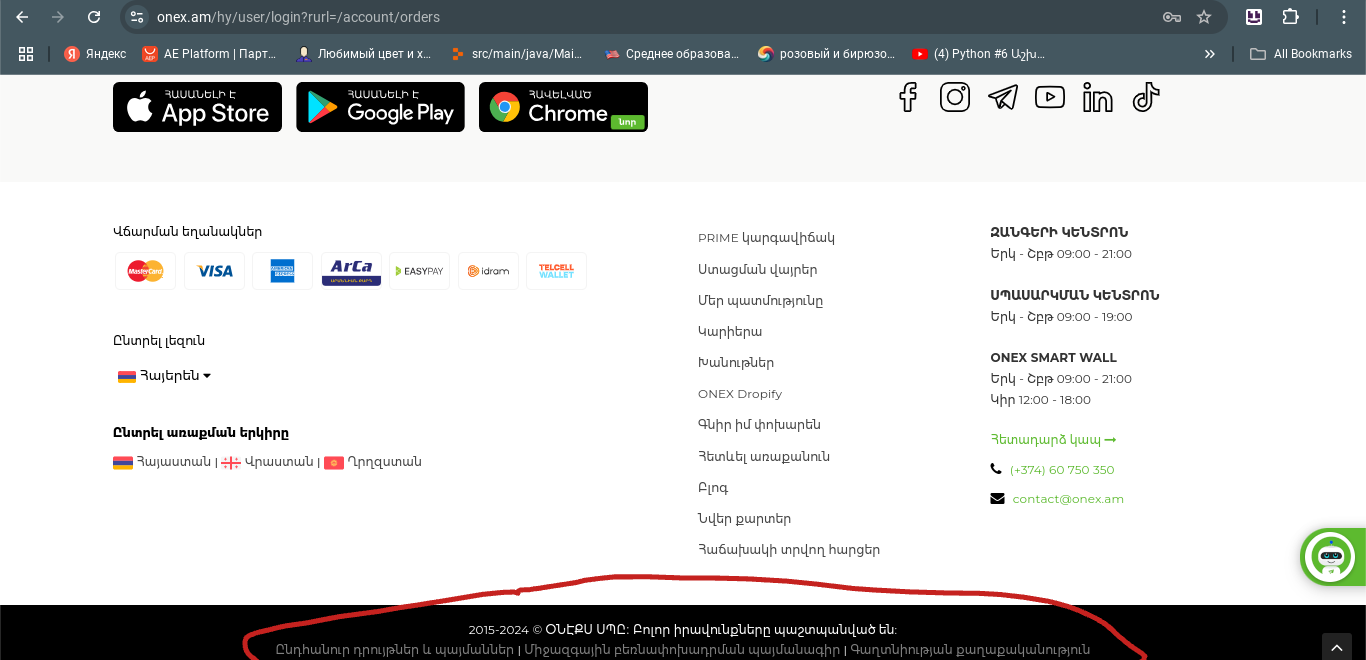 onex.am/hy/user/login?rurl=/account/orders
Яндекс
AE Platform | Парт...
Любимый цвет и х...
src/main/java/Mai...
Среднее образова...
розовый и бирюзо...
(4) Python #6 Աշխ...
All Bookmarks
ՀԱՍԱՆԵԼԻ Է
App Store
ՀԱՍԱՆԵԼԻ Է
Google Play
ՀԱՎԵԼՎԱԾ
Chrome
նոր
Վճարման եղանակներ
MasterCard
VISA
AMERICAN EXPRESS
ArCa
EASYPAY
idram
TELCELL
WALLET
Ընտրել լեզուն
Հայերեն
Ընտրել առաքման երկիրը
Հայաստան | Վրաստան | Ղրղզստան
PRIME կարգավիճակ
Ստացման վայրեր
Մեր պատմությունը
Կարիերա
Խանութներ
ONEX Dropify
Գնիր իմ փոխարեն
Հետևել առաքանուն
Բլոգ
Նվեր քարտեր
Հաճախակի տրվող հարցեր
ԶԱՆԳԵՐԻ ԿԵՆՏՐՈՆ
Երկ - Շբթ 09:00 - 21:00
ՍՊԱՍԱՐԿՄԱՆ ԿԵՆՏՐՈՆ
Երկ - Շբթ 09:00 - 19:00
ONEX SMART WALL
Երկ - Շբթ 09:00 - 21:00
Կիր 12:00 - 18:00
Հետադարձ կապ
(+374) 60 750 350
contact@onex.am
2015-2024 © ՕՆԷՔՍ ՍՊԸ: Բոլոր իրավունքները պաշտպանված են:
Ընդհանուր դրույթներ և պայմաններ | Միջազգային բեռնափոխադրման պայմանագիր | Գաղտնիության քաղաքականություն